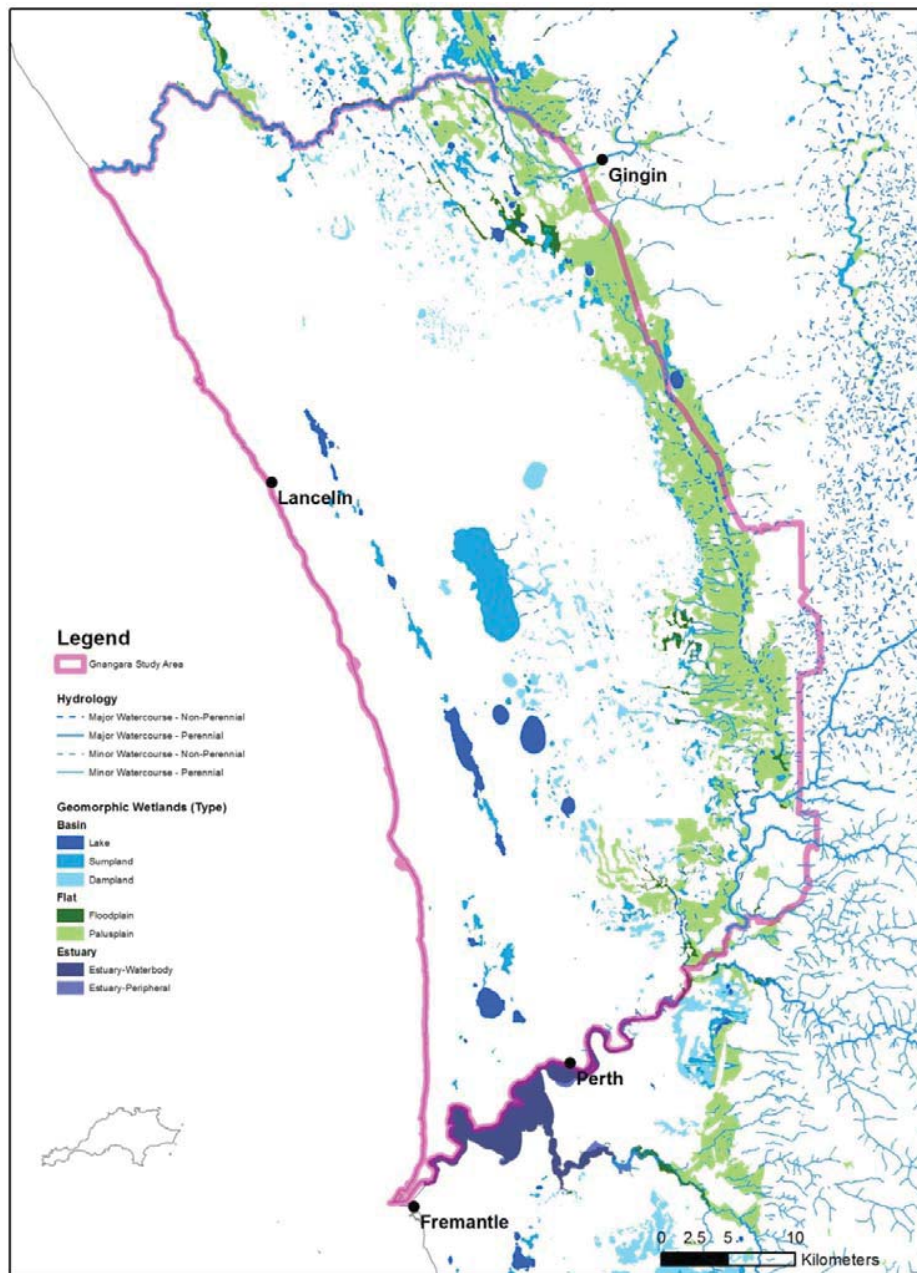 Gingin
Lancelin
Legend
Gnangara Study Area
Hydrology
Major Watercourse - Non-Perennial
Major Watercourse - Perennial
Minor Watercourse - Non-Perennial
Minor Watercourse - Perennial
Geomorphic Wetlands (Type)
Basin
Lake
Sumpland
Dampland
Flat
Floodplain
Palusplain
Estuary
Estuary-Waterbody
Estuary-Peripheral
Perth
Fremantle
0 2.5 5 10
Kilometers